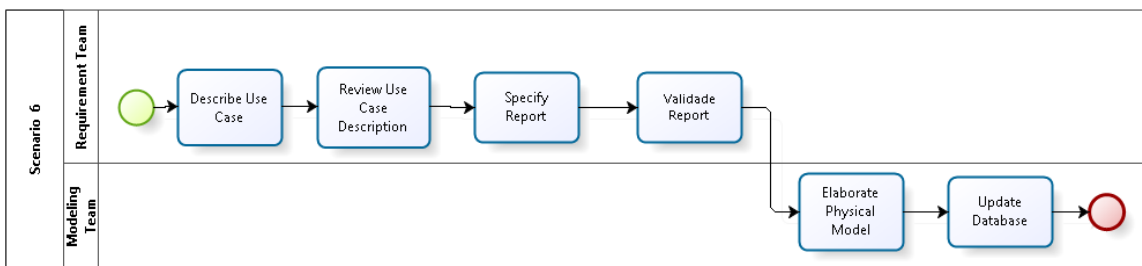 Scenario 6
Requirement Team
Describe Use
Case
Review Use
Case
Description
Specify
Report
Validade
Report
Modeling
Team
Elaborate
Physical
Model
Update
Database